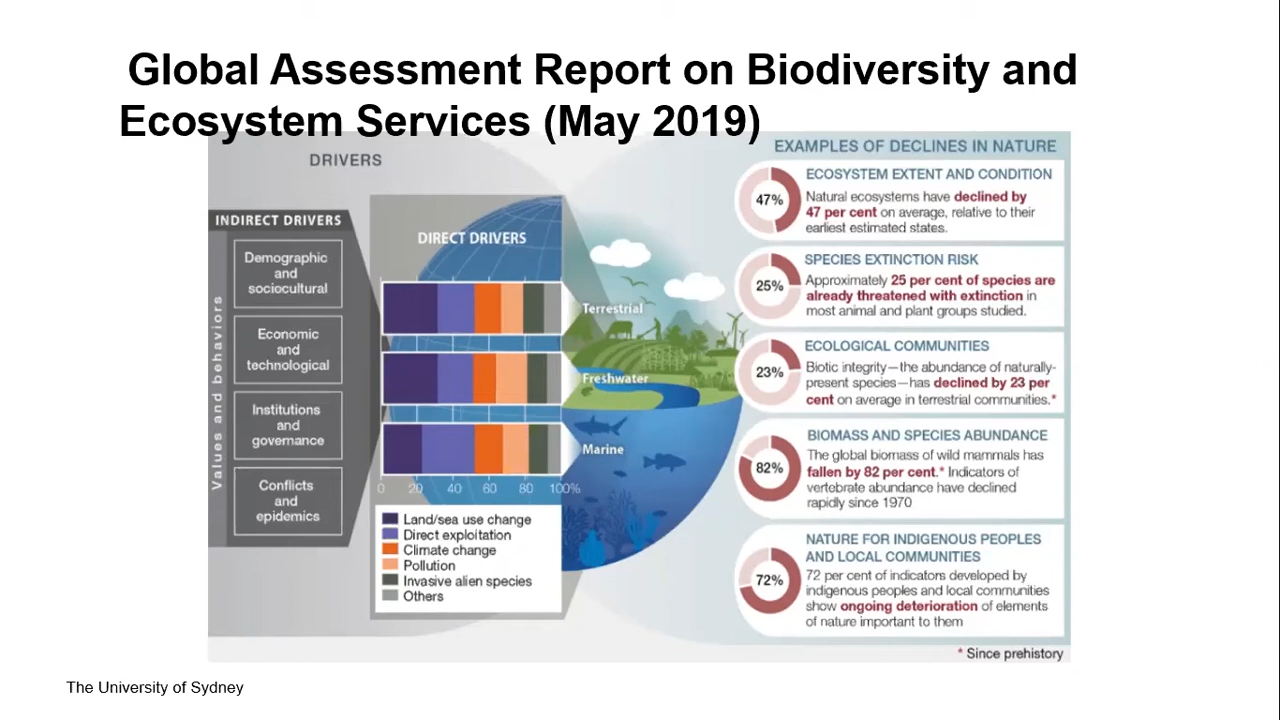 Global Assessment Report on Biodiversity and
Ecosystem Services (May 2019)
DRIVERS
INDIRECT DRIVERS
Values and behaviors
Demographic
and
sociocultural
Economic
and
technological
Institutions
and
governance
Conflicts
and
epidemics
DIRECT DRIVERS
Terrestrial
Freshwater
Marine
0 20 40 60 80 100%
Land/sea use change
Direct exploitation
Climate change
Pollution
Invasive alien species
Others
EXAMPLES OF DECLINES IN NATURE
47%
ECOSYSTEM EXTENT AND CONDITION
Natural ecosystems have declined by
47 per cent on average, relative to their
earliest estimated states.
25%
SPECIES EXTINCTION RISK
Approximately 25 per cent of species are
already threatened with extinction in
most animal and plant groups studied.
23%
ECOLOGICAL COMMUNITIES
Biotic integrity—the abundance of naturally-
present species—has declined by 23 per
cent on average in terrestrial communities.*
82%
BIOMASS AND SPECIES ABUNDANCE
The global biomass of wild mammals has
fallen by 82 per cent.* Indicators of
vertebrate abundance have declined
rapidly since 1970
72%
NATURE FOR INDIGENOUS PEOPLES
AND LOCAL COMMUNITIES
72 per cent of indicators developed by
indigenous peoples and local communities
show ongoing deterioration of elements
of nature important to them
* Since prehistory
The University of Sydney